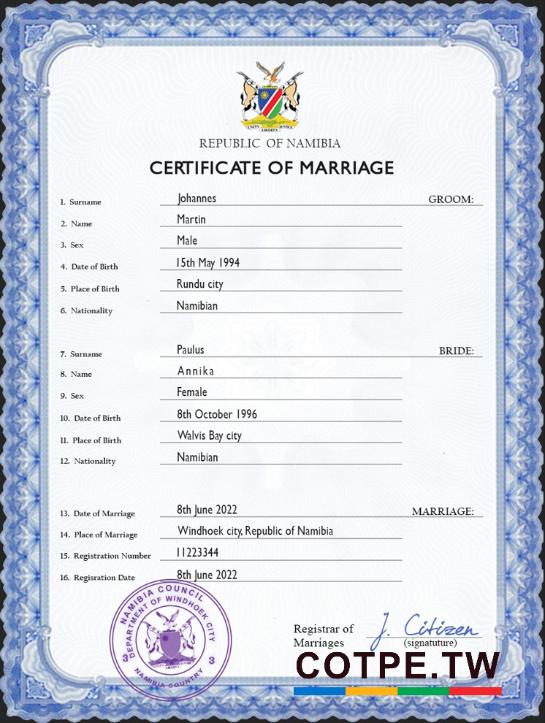 REPUBLIC OF NAMIBIA
CERTIFICATE OF MARRIAGE
1. Surname Johannes GROOM:
2. Name Martin
3. Sex Male
4. Date of Birth 15th May 1994
5. Place of Birth Rundu city
6. Nationality Namibian
7. Surname Paulus BRIDE:
8. Name Annika
9. Sex Female
10. Date of Birth 8th October 1996
11. Place of Birth Walvis Bay city
12. Nationality Namibian
13. Date of Marriage 8th June 2022 MARRIAGE:
14. Place of Marriage Windhoek city, Republic of Namibia
15. Registration Number 11223344
16. Regisration Date 8th June 2022
NAMIBIA COUNCIL
DEPARTMENT OF WINDHOEK CITY
3 3
NAMIBIA COUNTRY
Registrar of J. Citizen
Marriages (signatuture)
COTPE.TW